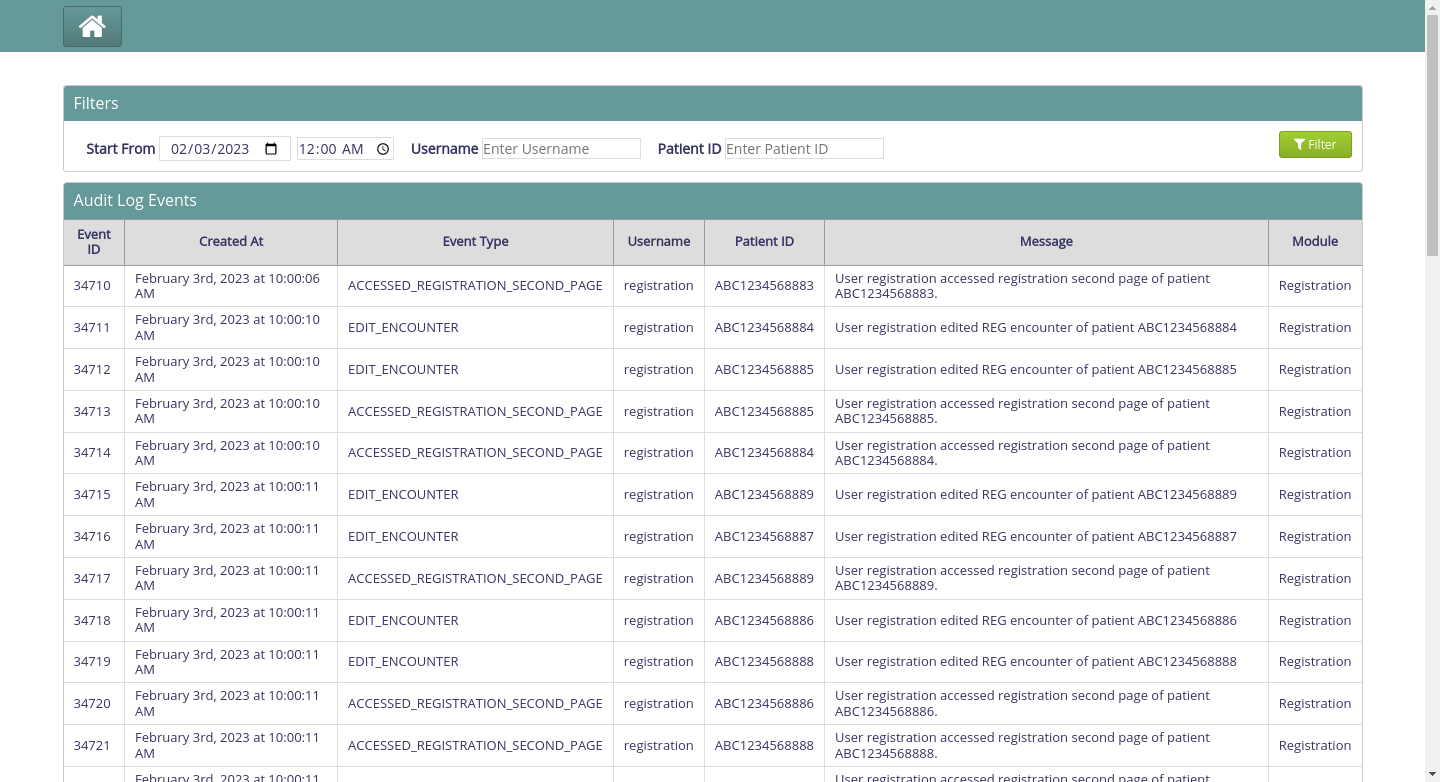 Filters
Start From 02/03/2023 12:00 AM Username Enter Username Patient ID Enter Patient ID Filter
Audit Log Events
Event ID Created At Event Type Username Patient ID Message Module
34710 February 3rd, 2023 at 10:00:06 AM ACCESSED_REGISTRATION_SECOND_PAGE registration ABC1234568883 User registration accessed registration second page of patient ABC1234568883. Registration
34711 February 3rd, 2023 at 10:00:10 AM EDIT_ENCOUNTER registration ABC1234568884 User registration edited REG encounter of patient ABC1234568884 Registration
34712 February 3rd, 2023 at 10:00:10 AM EDIT_ENCOUNTER registration ABC1234568885 User registration edited REG encounter of patient ABC1234568885 Registration
34713 February 3rd, 2023 at 10:00:10 AM ACCESSED_REGISTRATION_SECOND_PAGE registration ABC1234568885 User registration accessed registration second page of patient ABC1234568885. Registration
34714 February 3rd, 2023 at 10:00:10 AM ACCESSED_REGISTRATION_SECOND_PAGE registration ABC1234568884 User registration accessed registration second page of patient ABC1234568884. Registration
34715 February 3rd, 2023 at 10:00:11 AM EDIT_ENCOUNTER registration ABC1234568889 User registration edited REG encounter of patient ABC1234568889 Registration
34716 February 3rd, 2023 at 10:00:11 AM EDIT_ENCOUNTER registration ABC1234568887 User registration edited REG encounter of patient ABC1234568887 Registration
34717 February 3rd, 2023 at 10:00:11 AM ACCESSED_REGISTRATION_SECOND_PAGE registration ABC1234568889 User registration accessed registration second page of patient ABC1234568889. Registration
34718 February 3rd, 2023 at 10:00:11 AM EDIT_ENCOUNTER registration ABC1234568886 User registration edited REG encounter of patient ABC1234568886 Registration
34719 February 3rd, 2023 at 10:00:11 AM EDIT_ENCOUNTER registration ABC1234568888 User registration edited REG encounter of patient ABC1234568888 Registration
34720 February 3rd, 2023 at 10:00:11 AM ACCESSED_REGISTRATION_SECOND_PAGE registration ABC1234568886 User registration accessed registration second page of patient ABC1234568886. Registration
34721 February 3rd, 2023 at 10:00:11 AM ACCESSED_REGISTRATION_SECOND_PAGE registration ABC1234568888 User registration accessed registration second page of patient ABC1234568888. Registration
February 3rd, 2023 at 10:00:11 User registration accessed registration second page of patient